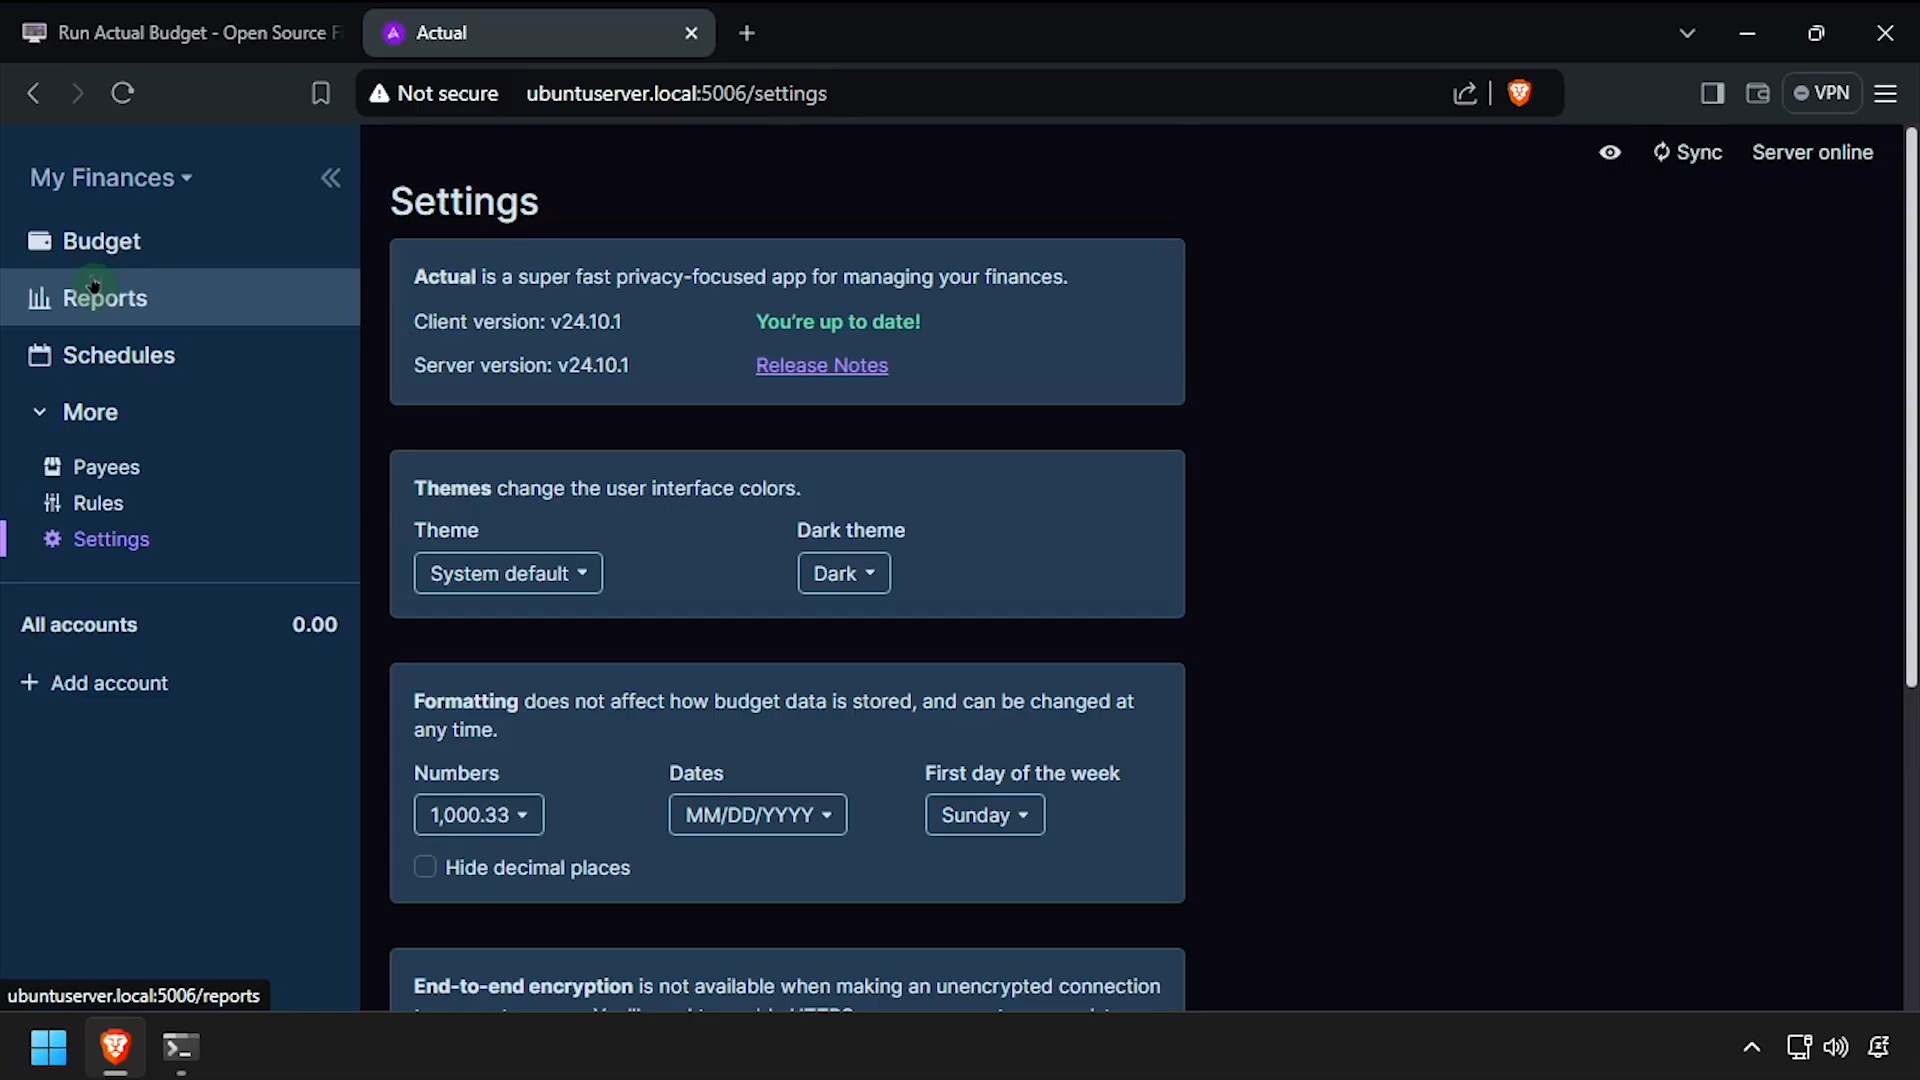 Run Actual Budget - Open Source F
Actual
Not secure
ubuntuserver.local:5006/settings
VPN
My Finances
Sync
Server online
Settings
Budget
Reports
Schedules
More
Payees
Rules
Settings
All accounts
0.00
+ Add account
Actual is a super fast privacy-focused app for managing your finances.
Client version: v24.10.1
You're up to date!
Server version: v24.10.1
Release Notes
Themes change the user interface colors.
Theme
Dark theme
System default
Dark
Formatting does not affect how budget data is stored, and can be changed at
any time.
Numbers
Dates
First day of the week
1,000.33
MM/DD/YYYY
Sunday
Hide decimal places
End-to-end encryption is not available when making an unencrypted connection
ubuntuserver.local:5006/reports